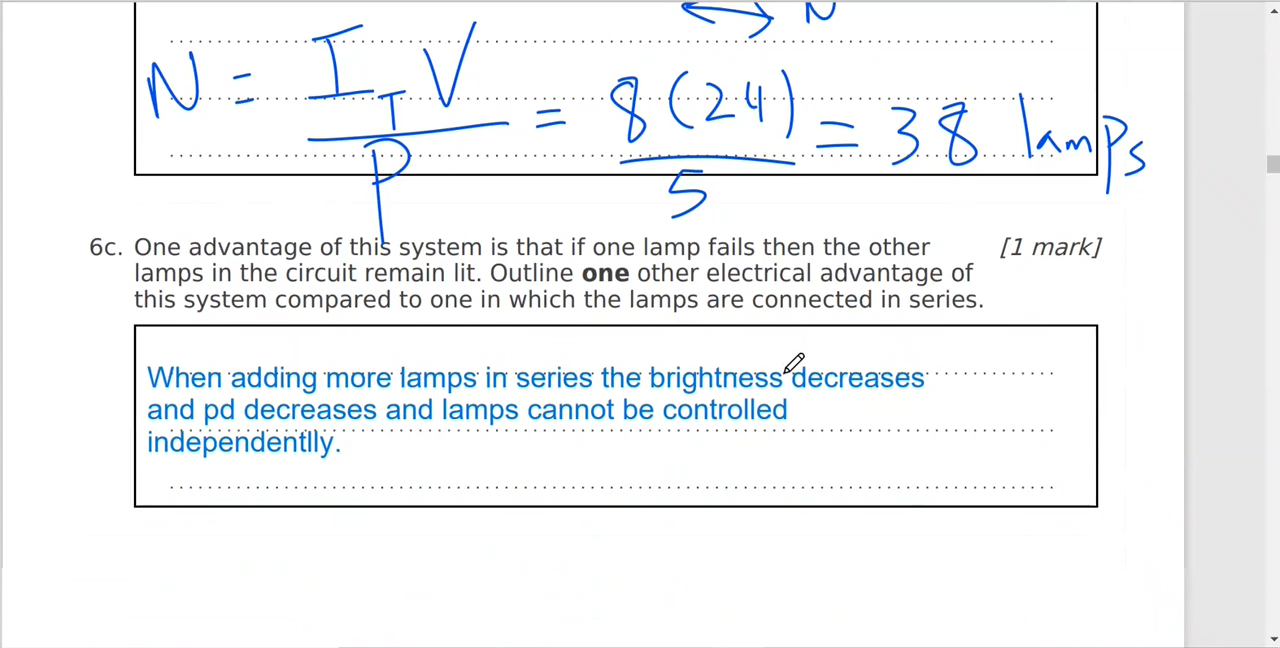 N
N = I_T V / P = 8 (24) / 5 = 38 lamps
6c. One advantage of this system is that if one lamp fails then the other [1 mark]
lamps in the circuit remain lit. Outline one other electrical advantage of
this system compared to one in which the lamps are connected in series.
When adding more lamps in series the brightness decreases
and pd decreases and lamps cannot be controlled
independentlly.